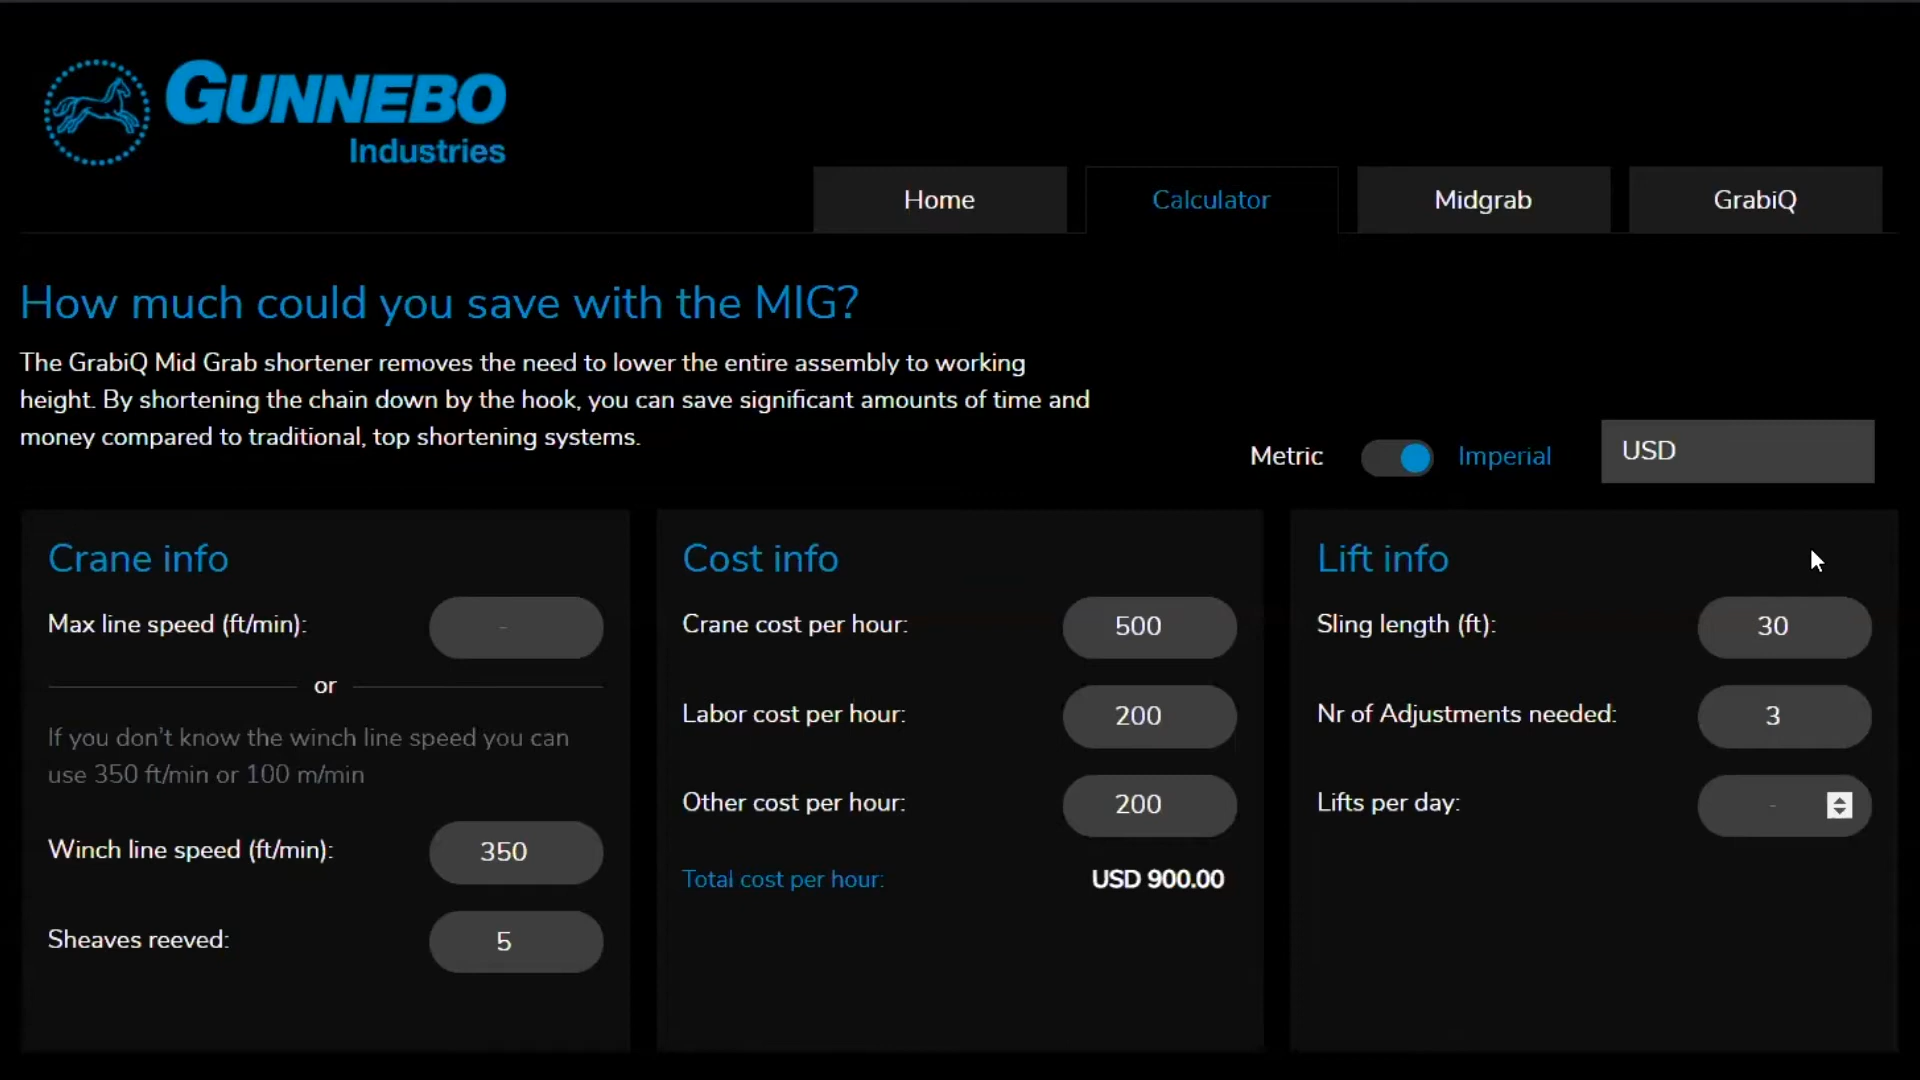 GUNNEBO
Industries
Home
Calculator
Midgrab
GrabiQ
How much could you save with the MIG?
The GrabiQ Mid Grab shortener removes the need to lower the entire assembly to working
height. By shortening the chain down by the hook, you can save significant amounts of time and
money compared to traditional, top shortening systems.
Metric
Imperial
USD
Crane info
Max line speed (ft/min):
-
or
If you don't know the winch line speed you can
use 350 ft/min or 100 m/min
Winch line speed (ft/min):
350
Sheaves reeved:
5
Cost info
Crane cost per hour:
500
Labor cost per hour:
200
Other cost per hour:
200
Total cost per hour:
USD 900.00
Lift info
Sling length (ft):
30
Nr of Adjustments needed:
3
Lifts per day:
-